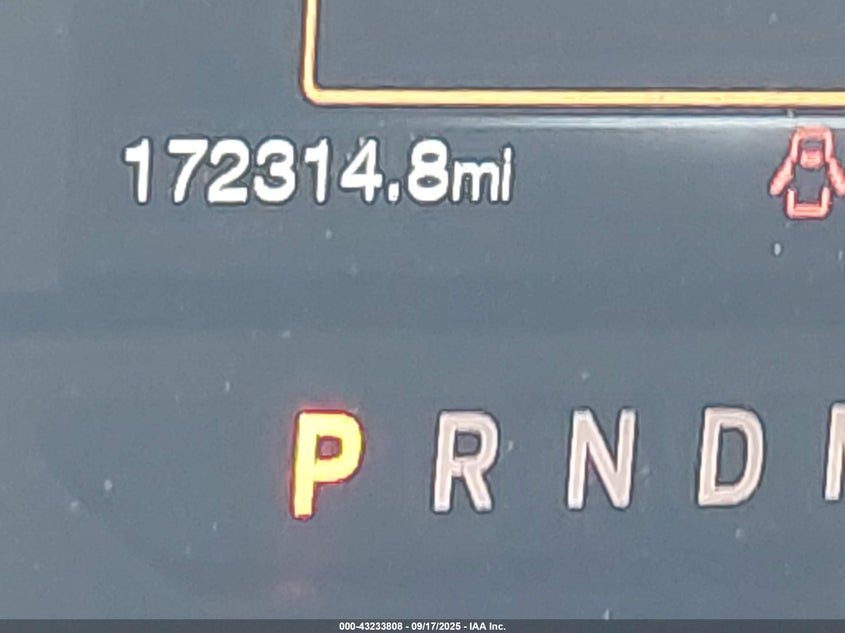 172314.8mi
P R N D
000-43233808 - 09/17/2025 - IAA Inc.